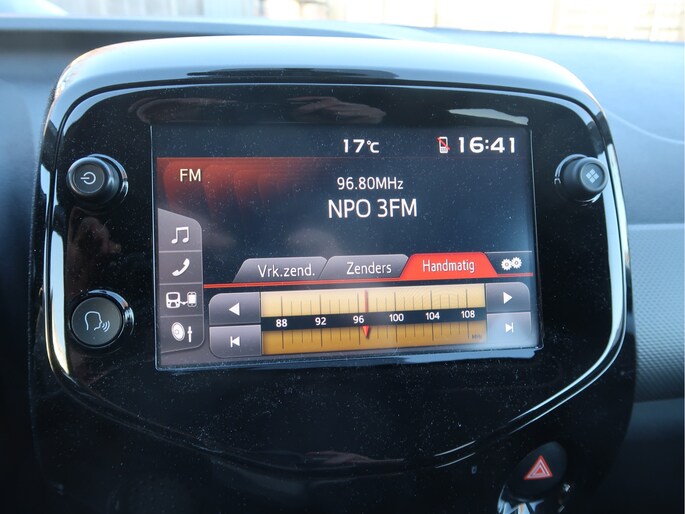 17°C 16:41
FM
96.80MHz
NPO 3FM
Vrk.zend. Zenders Handmatig
88 92 96 100 104 108